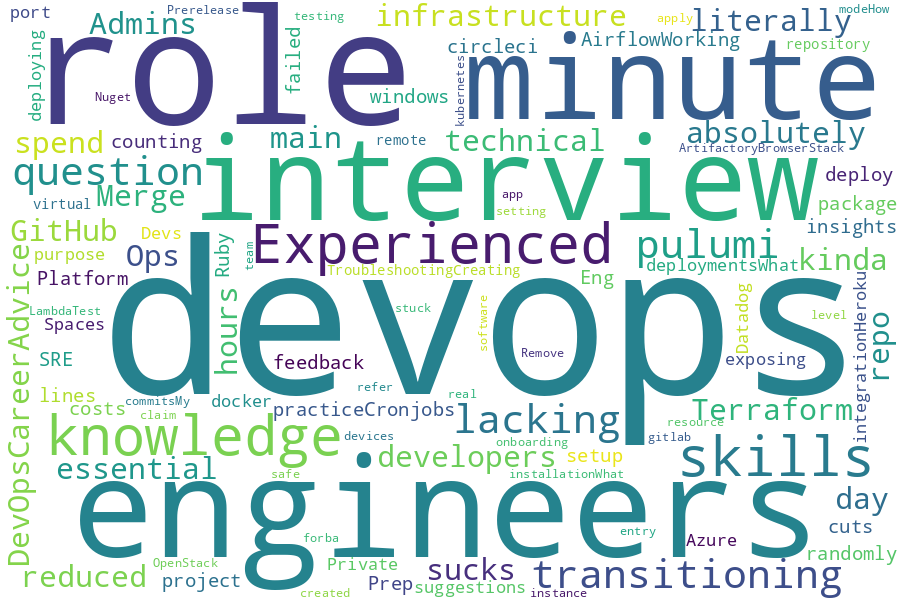 port
Admins
Prerelease
testing
infrastructure
apply
literally
modeHow
role
minute
circleci
AirflowWorking
repository
deploying
failed
kubernetes
Nuget
windows
spend
counting
main
remote
technical
absolutely
ArtifactoryBrowserStack
question
interview
deploy
Merge
virtual
app
setting
package
insights
GitHub
Devs
Experienced
pulumi
purpose
Ops
Ruby
team
deploymentsWhat
kinda
Platform
TroubleshootingCreating
Eng
DevOpsCareerAdvice
devops
LambdaTest
Spaces
hours
stuck
software
Datadog
level
integrationHeroku
repo
SRE
feedback
Remove
exposing
lines
commitsMy
docker
refer
real
costs
claim
practiceCronjobs
lacking
Terraform
resource
knowledge
devices
onboarding
gitlab
essential
safe
developers
setup
installationWhat
skills
engineers
day
cuts
forba
entry
Azure
randomly
reduced
OpenStack
project
Private
Prep
sucks
suggestions
transitioning
created
instance